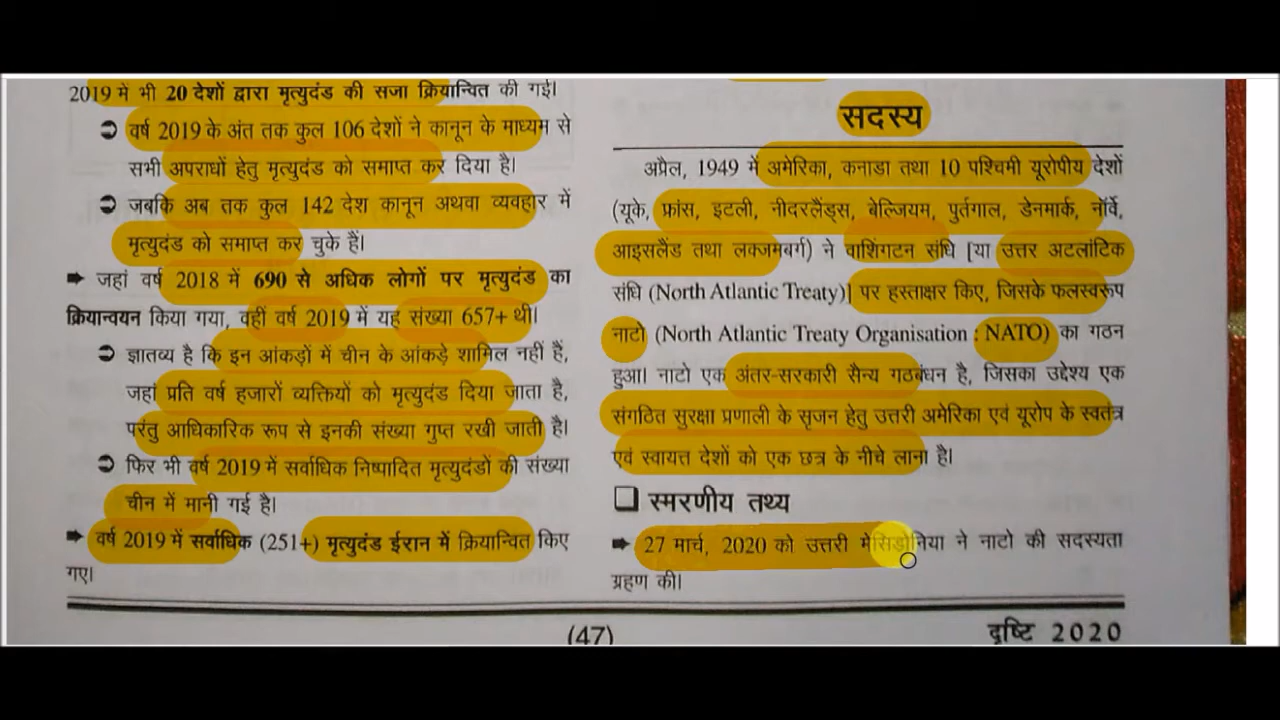 2019 में भी 20 देशों द्वारा मृत्युदंड की सजा क्रियान्वित की गई।
➲ वर्ष 2019 के अंत तक कुल 106 देशों ने कानून के माध्यम से
सभी अपराधों हेतु मृत्युदंड को समाप्त कर दिया है।
➲ जबकि अब तक कुल 142 देश कानून अथवा व्यवहार में
मृत्युदंड को समाप्त कर चुके हैं।
➡ जहां वर्ष 2018 में 690 से अधिक लोगों पर मृत्युदंड का
क्रियान्वयन किया गया, वहीं वर्ष 2019 में यह संख्या 657+ थी।
➲ ज्ञातव्य है कि इन आंकड़ों में चीन के आंकड़े शामिल नहीं हैं,
जहां प्रति वर्ष हजारों व्यक्तियों को मृत्युदंड दिया जाता है,
परंतु आधिकारिक रूप से इनकी संख्या गुप्त रखी जाती है।
➲ फिर भी वर्ष 2019 में सर्वाधिक निष्पादित मृत्युदंडों की संख्या
चीन में मानी गई है।
➡ वर्ष 2019 में सर्वाधिक (251+) मृत्युदंड ईरान में क्रियान्वित किए
गए।
सदस्य
अप्रैल, 1949 में अमेरिका, कनाडा तथा 10 पश्चिमी यूरोपीय देशों
(यूके, फ्रांस, इटली, नीदरलैंड्स, बेल्जियम, पुर्तगाल, डेनमार्क, नॉर्वे,
आइसलैंड तथा लक्जमबर्ग) ने वाशिंगटन संधि [या उत्तर अटलांटिक
संधि (North Atlantic Treaty)] पर हस्ताक्षर किए, जिसके फलस्वरूप
नाटो (North Atlantic Treaty Organisation : NATO) का गठन
हुआ। नाटो एक अंतर-सरकारी सैन्य गठबंधन है, जिसका उद्देश्य एक
संगठित सुरक्षा प्रणाली के सृजन हेतु उत्तरी अमेरिका एवं यूरोप के स्वतंत्र
एवं स्वायत्त देशों को एक छत्र के नीचे लाना है।
❑ स्मरणीय तथ्य
➡ 27 मार्च, 2020 को उत्तरी मेसिडोनिया ने नाटो की सदस्यता
ग्रहण की।
(47)
दृष्टि 2020